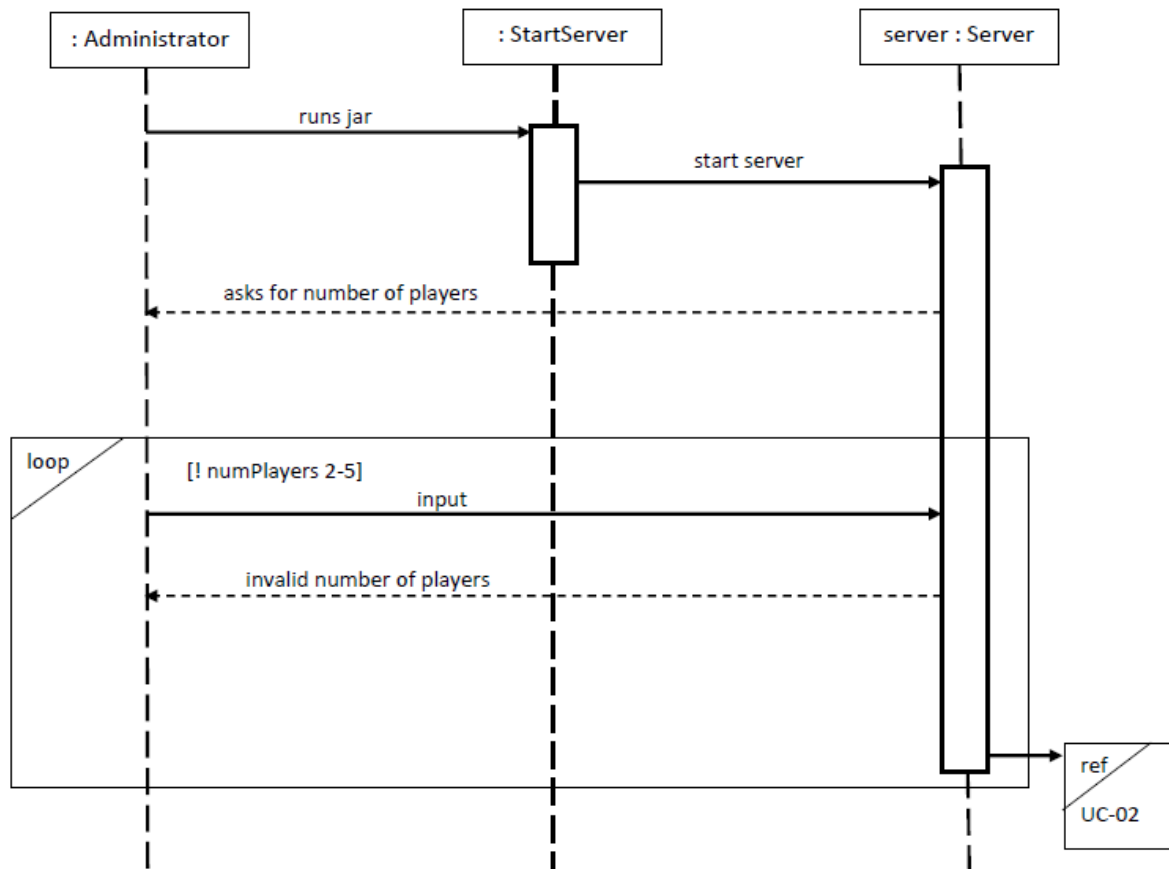 : Administrator
: StartServer
server : Server
runs jar
start server
asks for number of players
loop
[! numPlayers 2-5]
input
invalid number of players
ref
UC-02